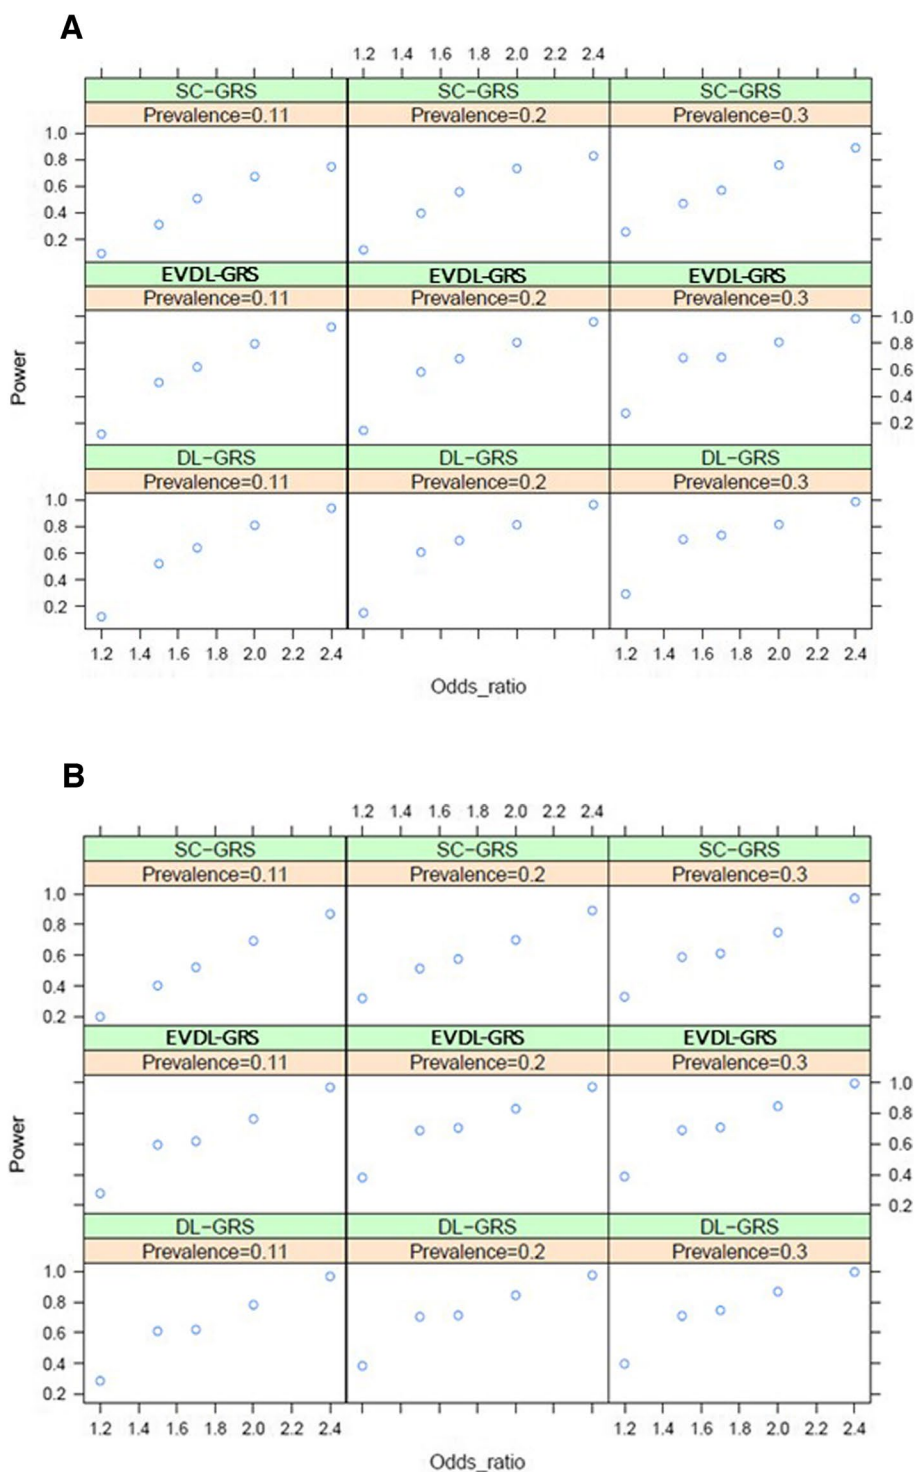 A
1.2 1.4 1.6 1.8 2.0 2.4
SC−GRS SC−GRS SC−GRS
Prevalence=0.11 Prevalence=0.2 Prevalence=0.3
1.0
0.8
0.6
0.4
0.2
EVDL-GRS EVDL-GRS EVDL-GRS
Prevalence=0.11 Prevalence=0.2 Prevalence=0.3
1.0
0.8
0.6
0.4
0.2
Power
DL−GRS DL−GRS DL−GRS
Prevalence=0.11 Prevalence=0.2 Prevalence=0.3
1.0
0.8
0.6
0.4
0.2
1.2 1.4 1.6 1.8 2.0 2.2 2.4 1.2 1.4 1.6 1.8 2.0 2.2 2.4
Odds_ratio
B
1.2 1.4 1.6 1.8 2.0 2.2 2.4
SC−GRS SC−GRS SC−GRS
Prevalence=0.11 Prevalence=0.2 Prevalence=0.3
1.0
0.8
0.6
0.4
0.2
EVDL-GRS EVDL-GRS EVDL-GRS
Prevalence=0.11 Prevalence=0.2 Prevalence=0.3
1.0
0.8
0.6
0.4
0.2
Power
DL−GRS DL−GRS DL−GRS
Prevalence=0.11 Prevalence=0.2 Prevalence=0.3
1.0
0.8
0.6
0.4
0.2
1.2 1.4 1.6 1.8 2.0 2.2 2.4 1.2 1.4 1.6 1.8 2.0 2.2 2.4
Odds_ratio